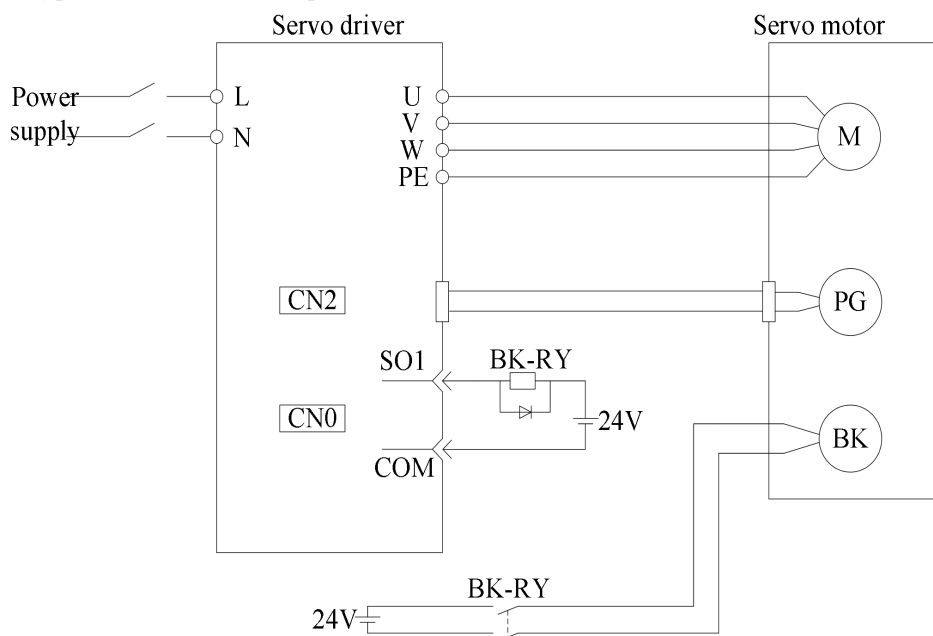 Servo driver
Servo motor
Power
supply
L
N
U
V
W
PE
M
CN2
PG
SO1
BK-RY
CN0
24V
COM
BK
BK-RY
24V